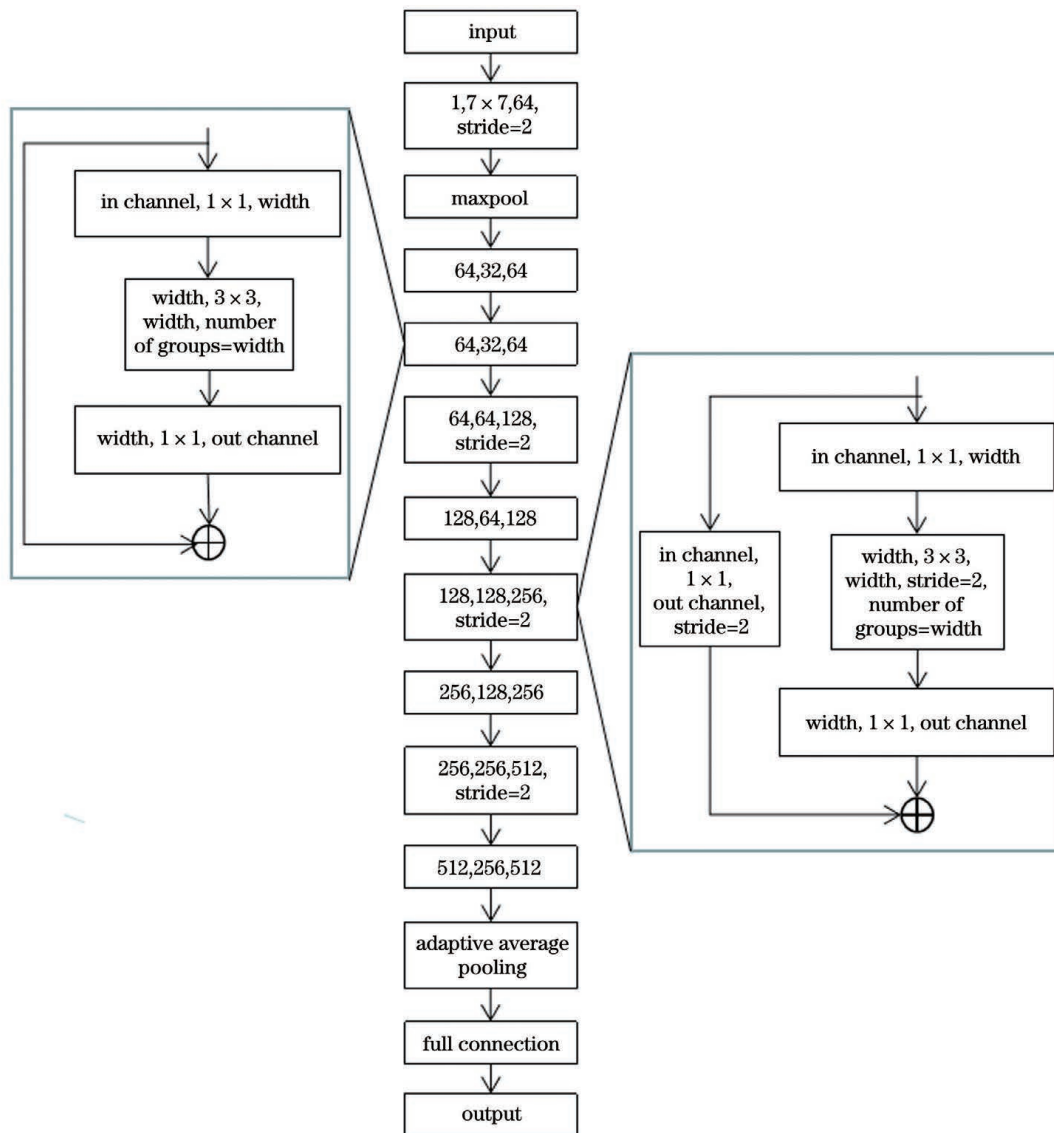 input
1,7 × 7,64,
stride=2
maxpool
64,32,64
64,32,64
64,64,128,
stride=2
128,64,128
128,128,256,
stride=2
256,128,256
256,256,512,
stride=2
512,256,512
adaptive average
pooling
full connection
output
in channel, 1 × 1, width
width, 3 × 3,
width, number
of groups=width
width, 1 × 1, out channel
in channel, 1 × 1, width
in channel,
1 × 1,
out channel,
stride=2
width, 3 × 3,
width, stride=2,
number of
groups=width
width, 1 × 1, out channel